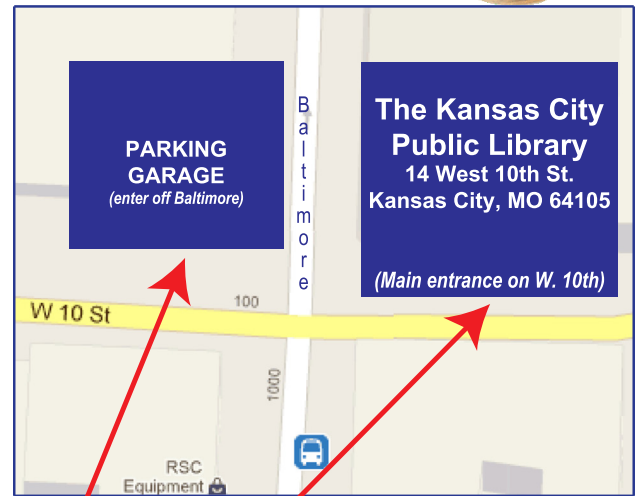 PARKING
GARAGE
(enter off Baltimore)
Baltimore
The Kansas City
Public Library
14 West 10th St.
Kansas City, MO 64105
(Main entrance on W. 10th)
W 10 St
100
1000
RSC
Equipment